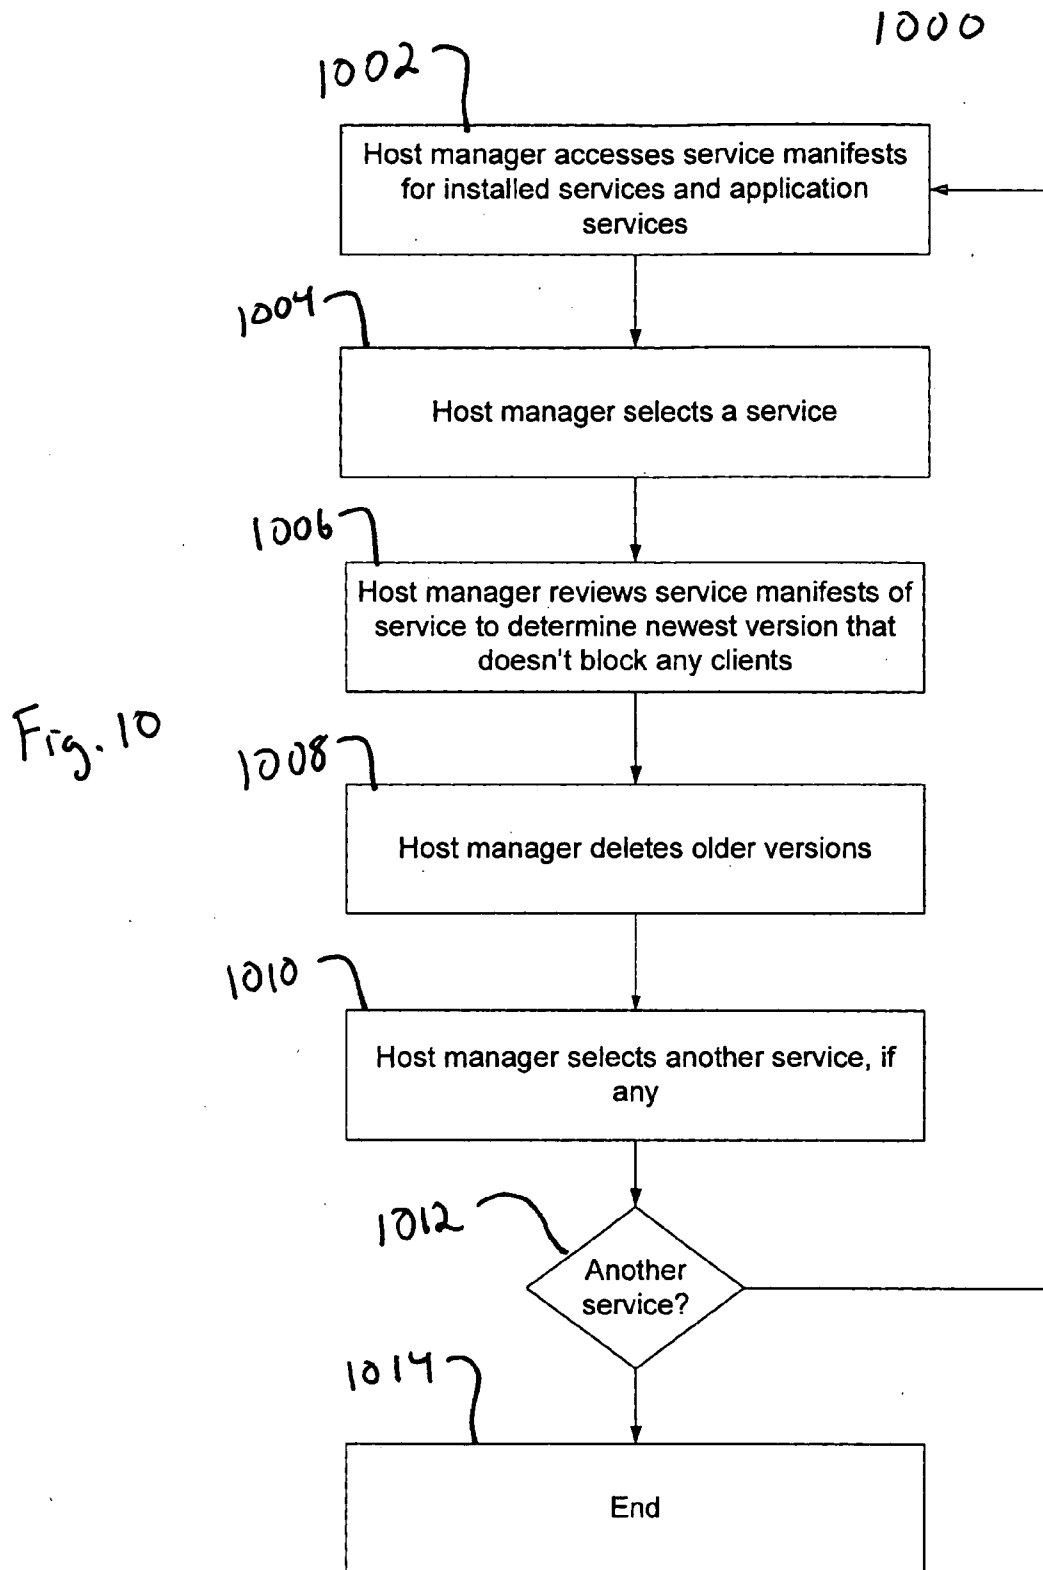 1000
1002
Host manager accesses service manifests
for installed services and application
services
1004
Host manager selects a service
1006
Host manager reviews service manifests of
service to determine newest version that
doesn't block any clients
Fig. 10
1008
Host manager deletes older versions
1010
Host manager selects another service, if
any
1012
Another
service?
1014
End